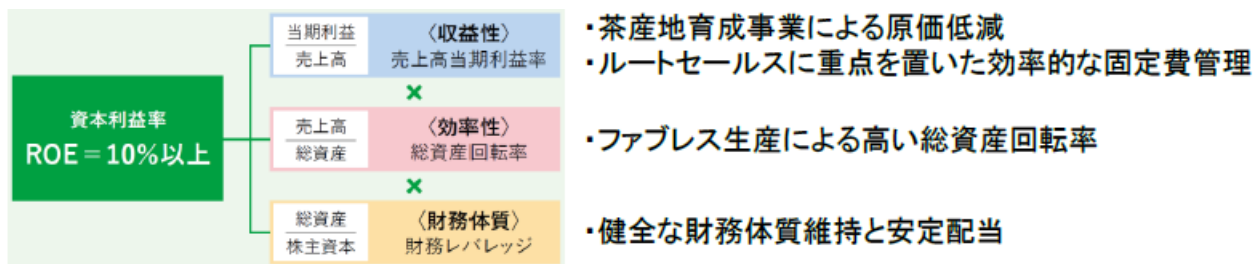 資本利益率
ROE＝10%以上
当期利益
売上高
〈収益性〉
売上高当期利益率
×
売上高
総資産
〈効率性〉
総資産回転率
×
総資産
株主資本
〈財務体質〉
財務レバレッジ
・茶産地育成事業による原価低減
・ルートセールスに重点を置いた効率的な固定費管理
・ファブレス生産による高い総資産回転率
・健全な財務体質維持と安定配当